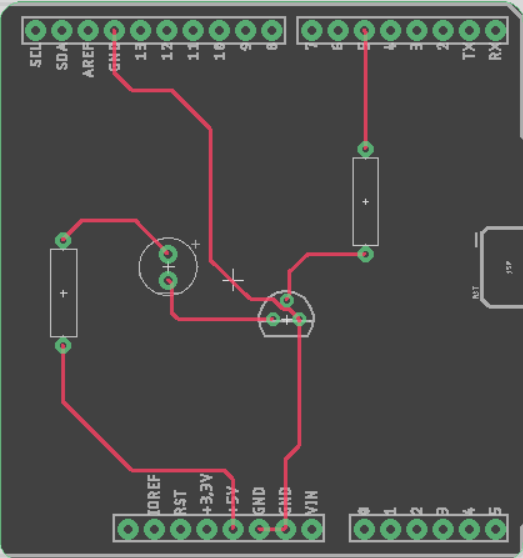 SCL
SDA
AREF
GND
13
12
11
10
9
8
7
6
5
4
3
2
TX
RX
RST
IOREF
RST
+3,3V
+5V
GND
GND
VIN
0
1
2
3
4
5